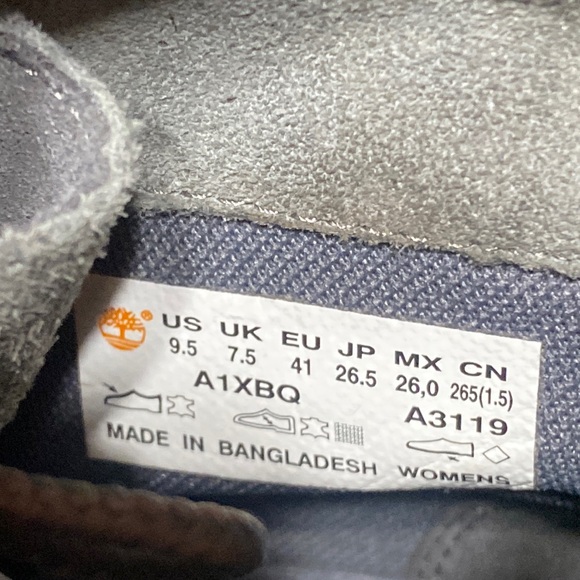 ® US UK EU JP MX CN
9.5 7.5 41 26.5 26,0 265(1.5)
A1XBQ A3119
MADE IN BANGLADESH WOMENS